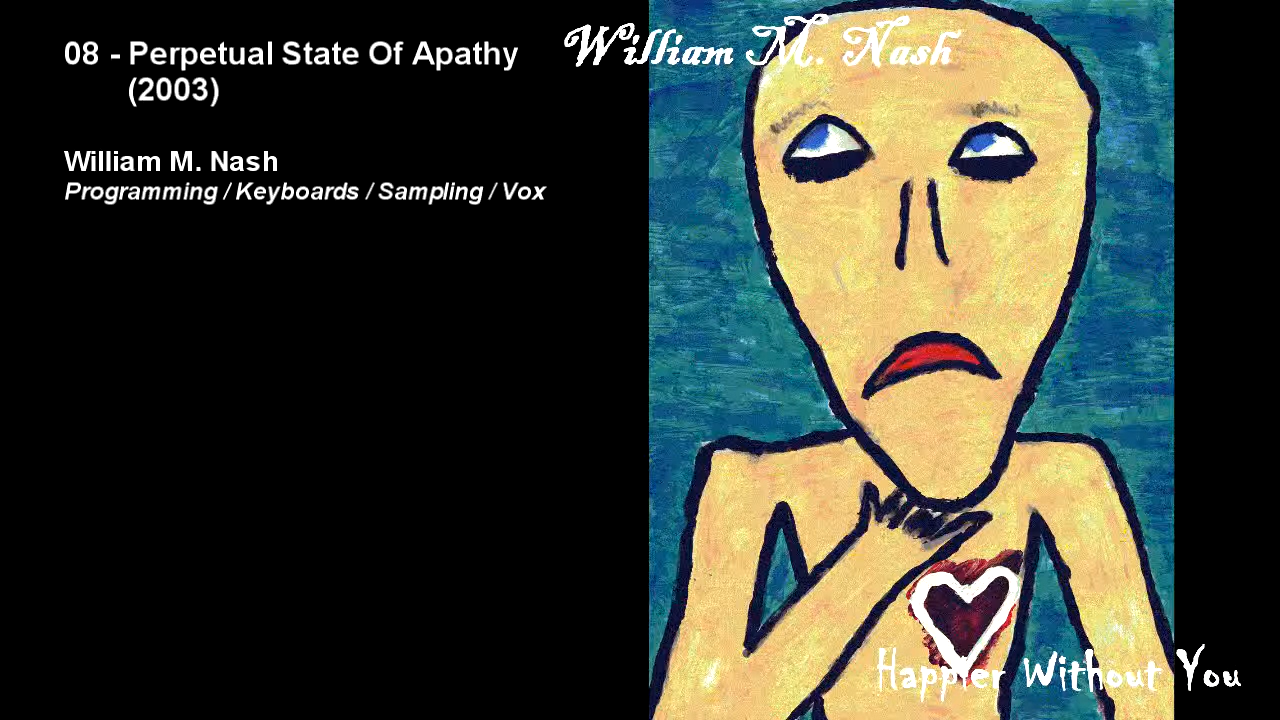 08 - Perpetual State Of Apathy
(2003)
William M. Nash
Programming / Keyboards / Sampling / Vox
William M. Nash
Happier Without You